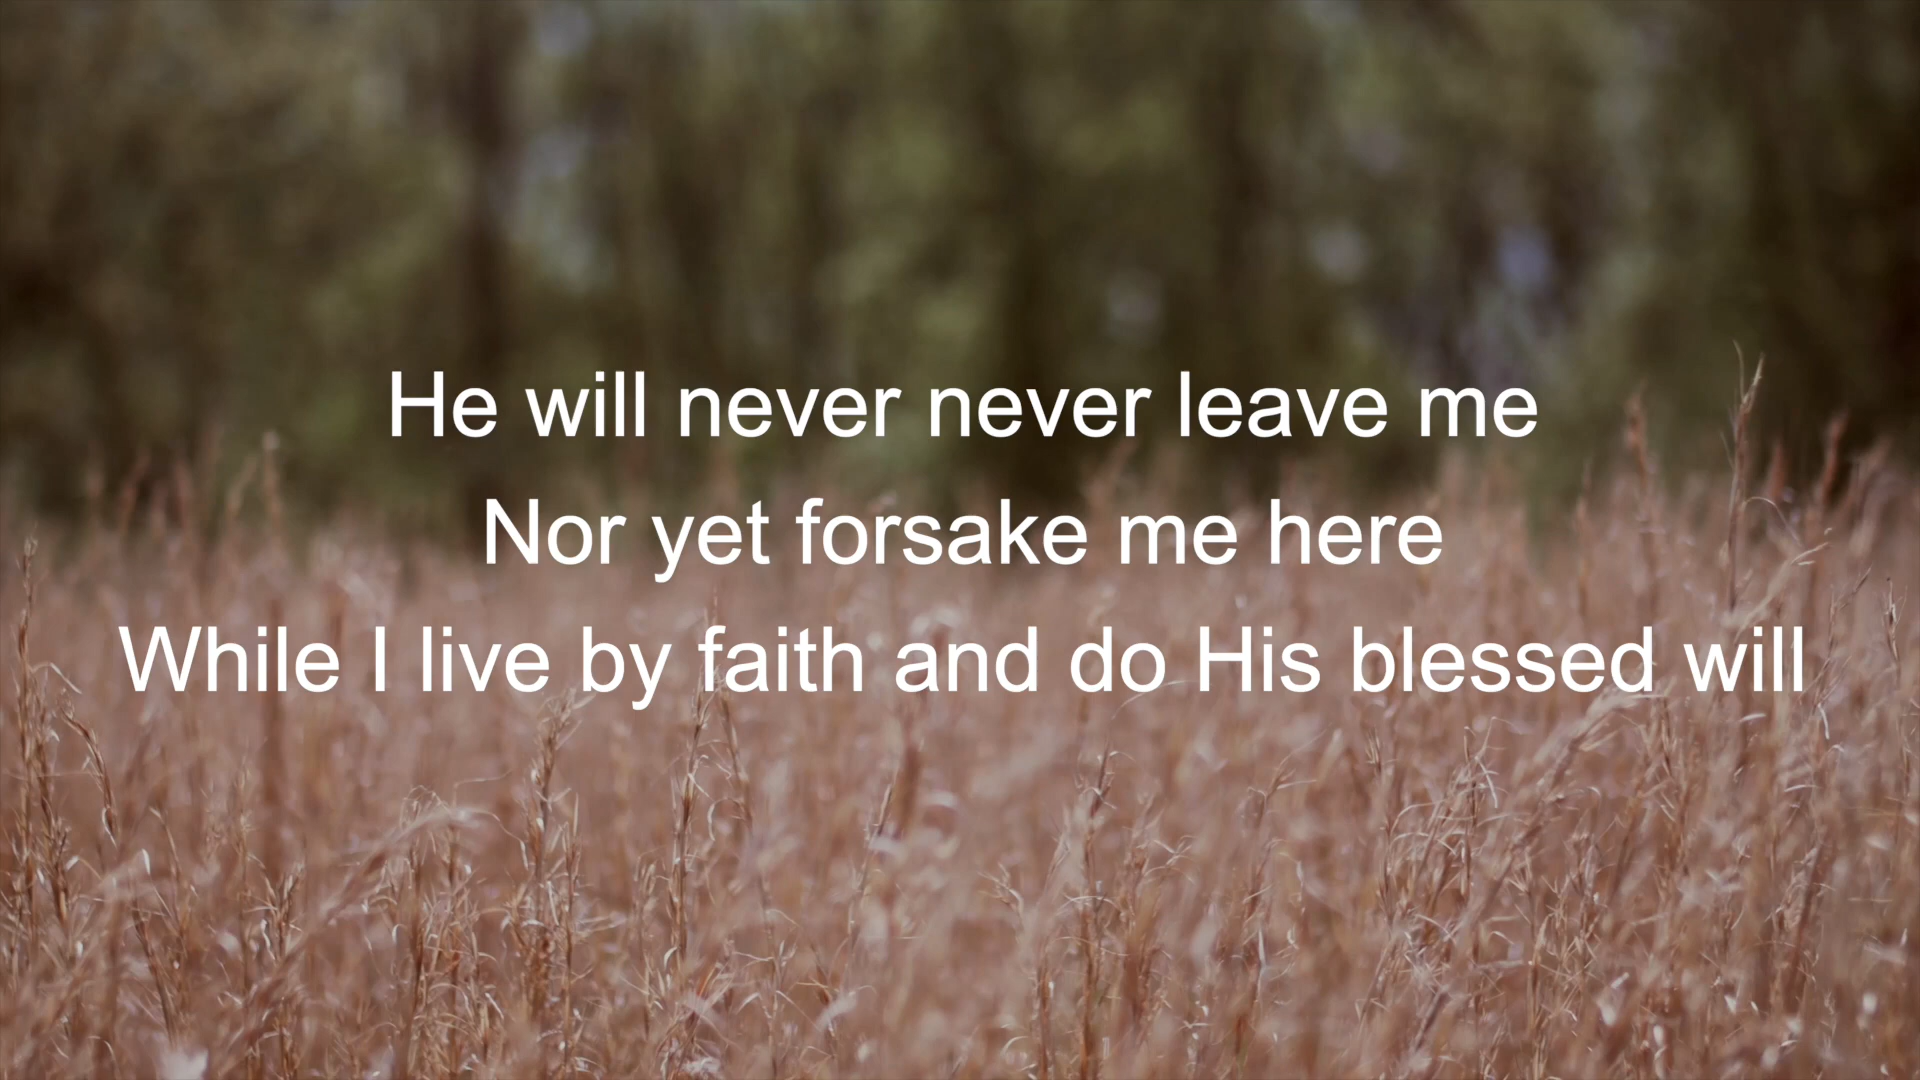 He will never never leave me
Nor yet forsake me here
While I live by faith and do His blessed will